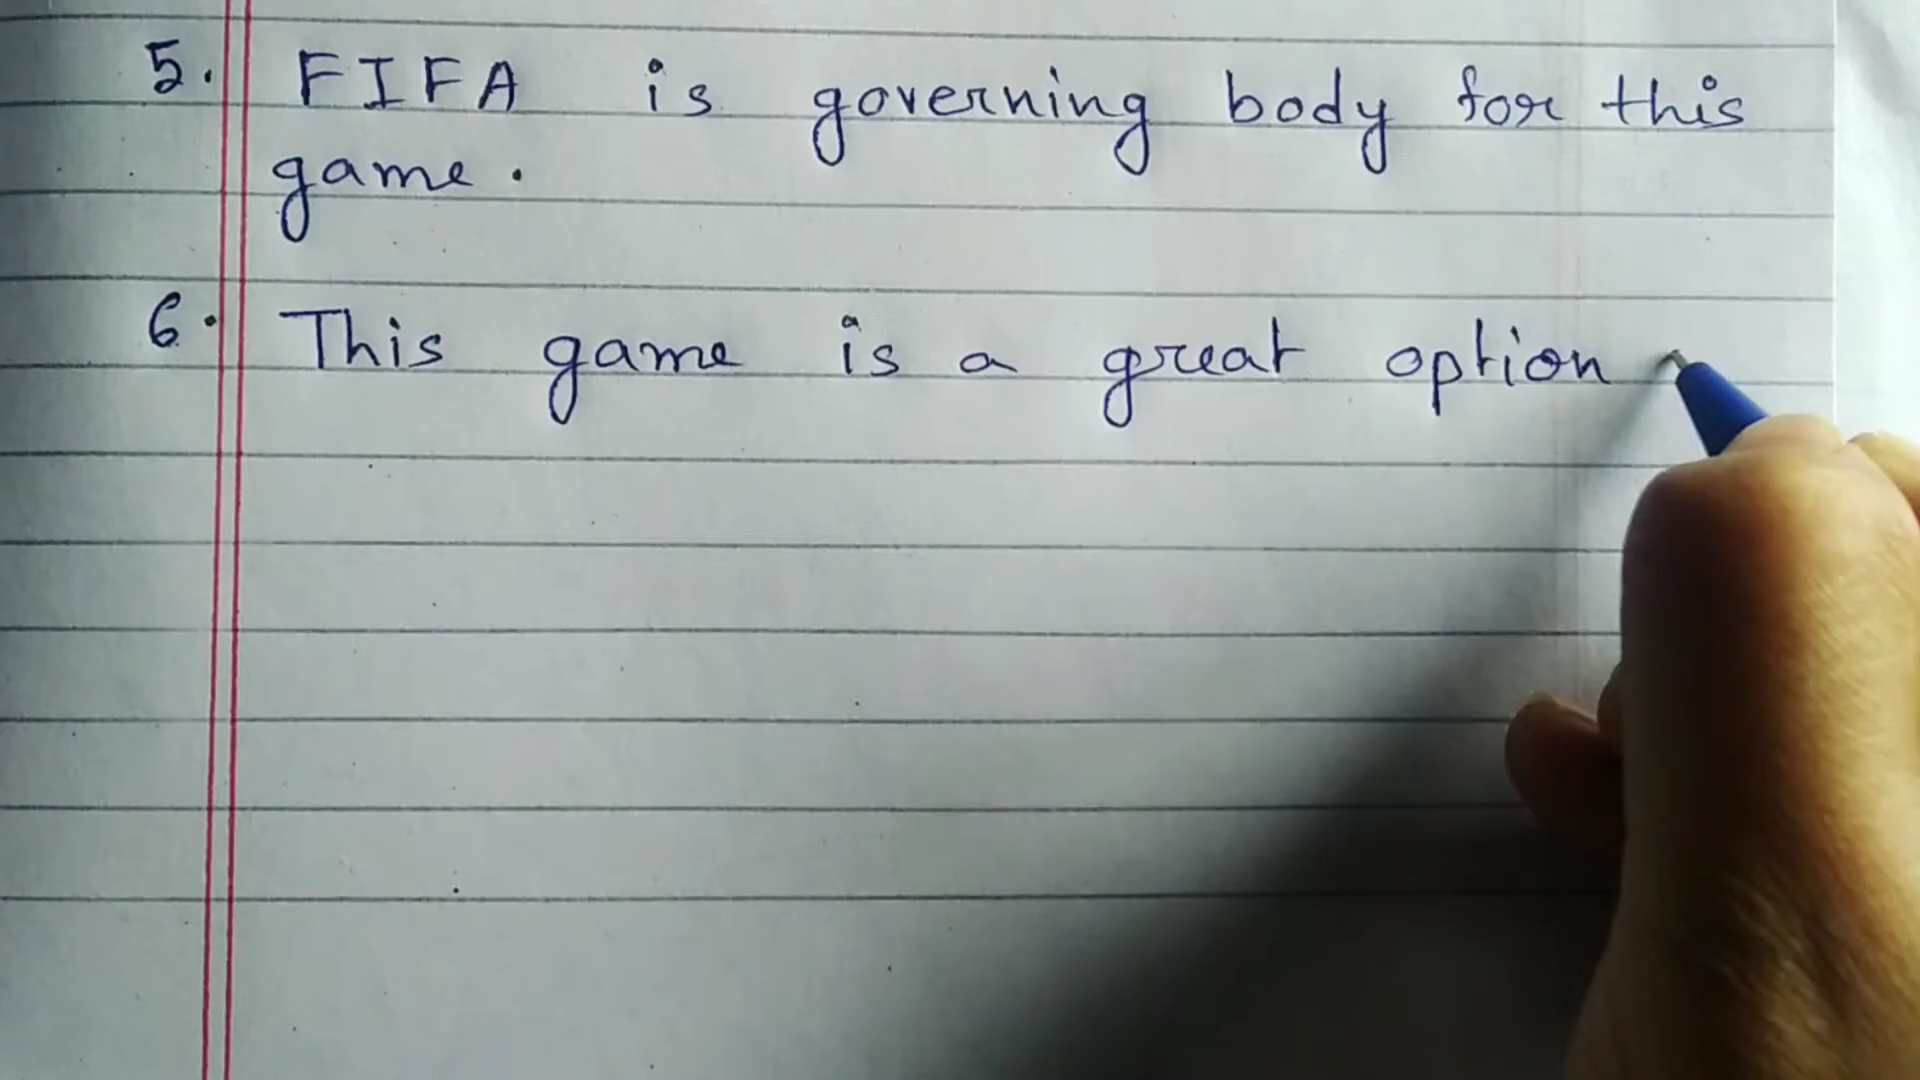 5. FIFA is governing body for this
game.
6. This game is a great option